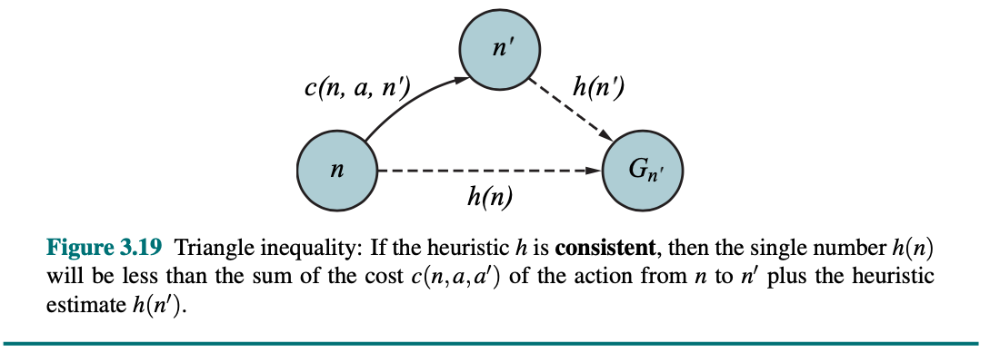 n′
c(n, a, n′)
h(n′)
n
Gn′
h(n)
Figure 3.19 Triangle inequality: If the heuristic h is consistent, then the single number h(n)
will be less than the sum of the cost c(n,a,a′) of the action from n to n′ plus the heuristic
estimate h(n′).